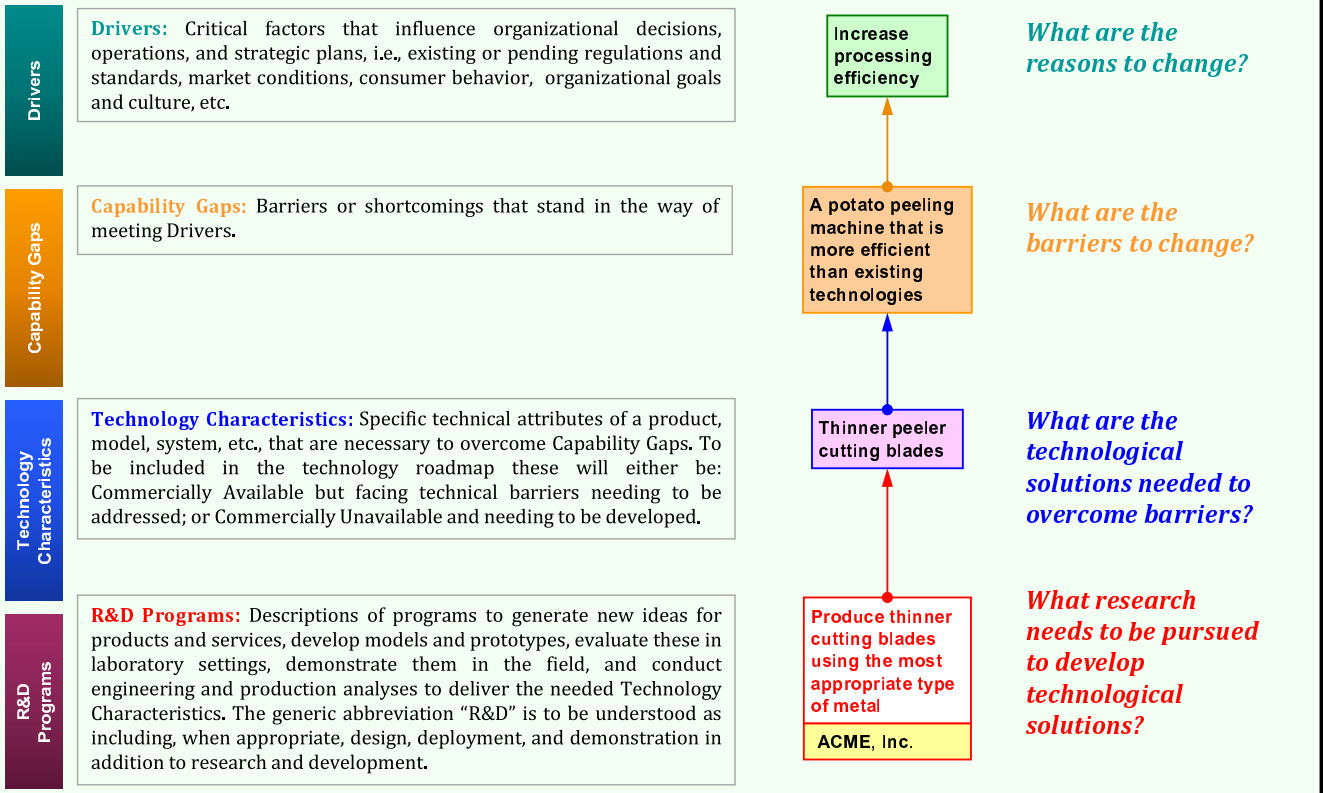 Drivers
Drivers: Critical factors that influence organizational decisions,
operations, and strategic plans, i.e., existing or pending regulations and
standards, market conditions, consumer behavior, organizational goals
and culture, etc.
Increase
processing
efficiency
What are the
reasons to change?
Capability Gaps
Capability Gaps: Barriers or shortcomings that stand in the way of
meeting Drivers.
A potato peeling
machine that is
more efficient
than existing
technologies
What are the
barriers to change?
Technology
Characteristics
Technology Characteristics: Specific technical attributes of a product,
model, system, etc., that are necessary to overcome Capability Gaps. To
be included in the technology roadmap these will either be:
Commercially Available but facing technical barriers needing to be
addressed; or Commercially Unavailable and needing to be developed.
Thinner peeler
cutting blades
What are the
technological
solutions needed to
overcome barriers?
R&D
Programs
R&D Programs: Descriptions of programs to generate new ideas for
products and services, develop models and prototypes, evaluate these in
laboratory settings, demonstrate them in the field, and conduct
engineering and production analyses to deliver the needed Technology
Characteristics. The generic abbreviation “R&D” is to be understood as
including, when appropriate, design, deployment, and demonstration in
addition to research and development.
Produce thinner
cutting blades
using the most
appropriate type
of metal
ACME, Inc.
What research
needs to be pursued
to develop
technological
solutions?